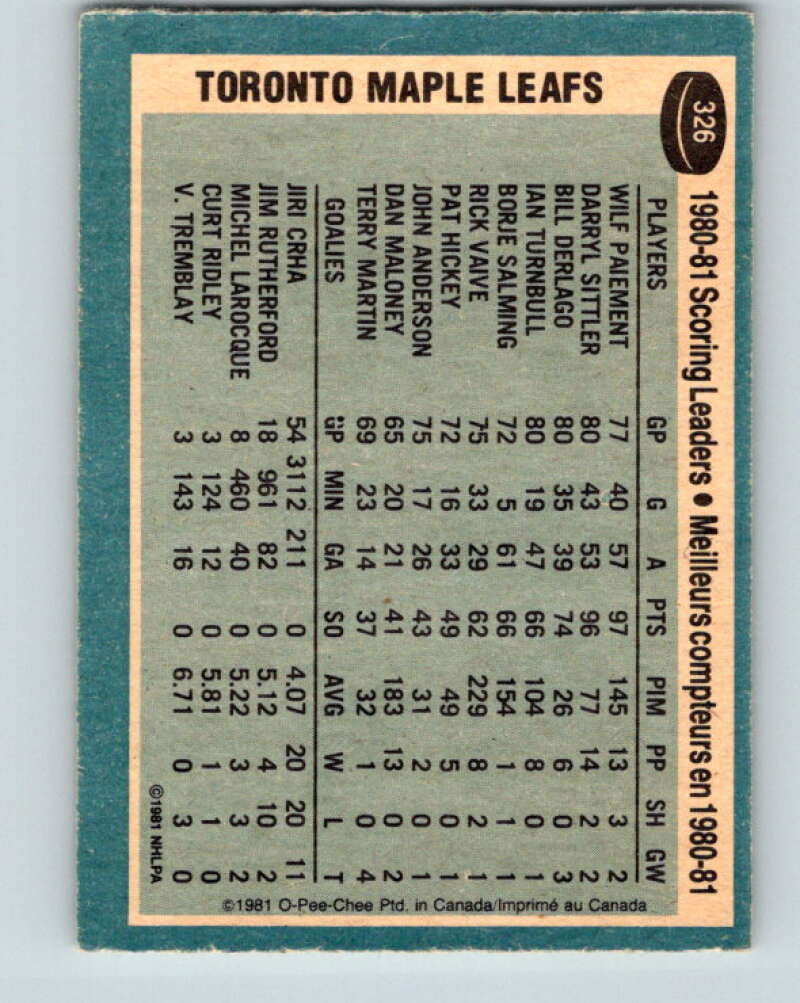 TORONTO MAPLE LEAFS
326
1980-81 Scoring Leaders • Meilleurs compteurs en 1980-81
PLAYERS GP G A PTS PIM PP SH GW
WILF PAIEMENT 77 40 57 97 145 13 3 2
DARRYL SITTLER 80 43 53 96 77 14 2 2
BILL DERLAGO 80 35 39 74 26 6 0 3
IAN TURNBULL 80 19 47 66 104 8 0 1
BORJE SALMING 72 5 61 66 154 1 1 1
RICK VAIVE 75 33 29 62 229 8 2 1
PAT HICKEY 72 16 33 49 49 5 0 1
JOHN ANDERSON 75 17 26 43 31 2 0 1
DAN MALONEY 65 20 21 41 183 13 0 2
TERRY MARTIN 69 23 14 37 32 1 0 4
GOALIES GP MIN GA SO AVG W L T
JIRI CRHA 54 3112 211 0 4.07 20 20 11
JIM RUTHERFORD 18 961 82 0 5.12 4 10 2
MICHEL LAROCQUE 8 460 40 0 5.22 3 3 2
CURT RIDLEY 3 124 12 0 5.81 1 1 0
V. TREMBLAY 3 143 16 0 6.71 0 3 0
©1981 NHLPA
©1981 O-Pee-Chee Ptd. in Canada/Imprimé au Canada